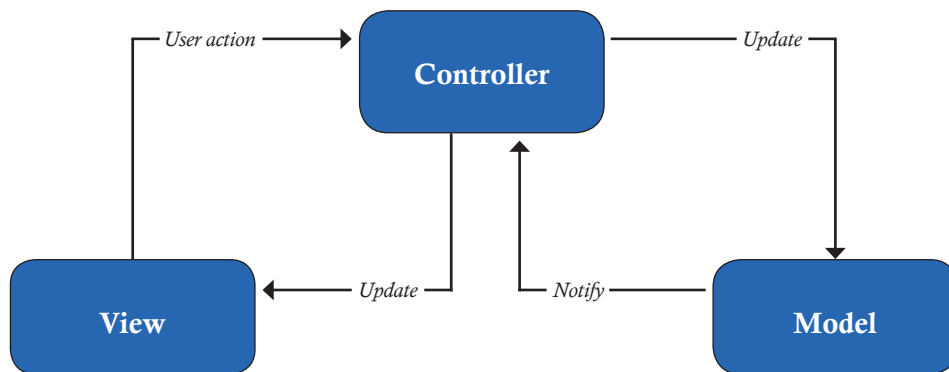 User action
Update
Controller
Update
Notify
View
Model